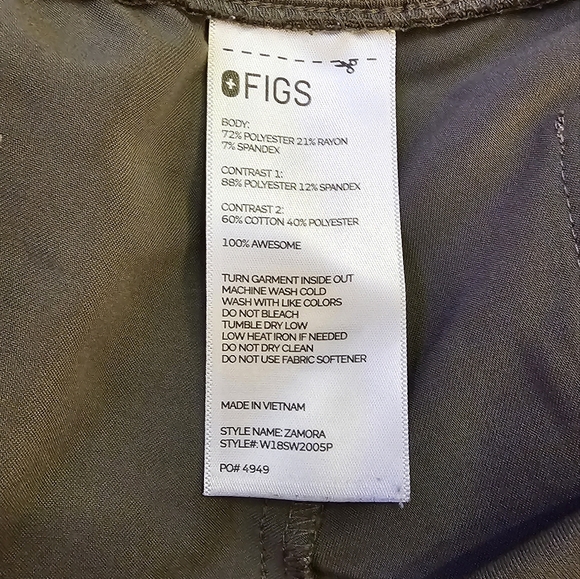 FIGS
BODY:
72% POLYESTER 21% RAYON
7% SPANDEX
CONTRAST 1:
88% POLYESTER 12% SPANDEX
CONTRAST 2:
60% COTTON 40% POLYESTER
100% AWESOME
TURN GARMENT INSIDE OUT
MACHINE WASH COLD
WASH WITH LIKE COLORS
DO NOT BLEACH
TUMBLE DRY LOW
LOW HEAT IRON IF NEEDED
DO NOT DRY CLEAN
DO NOT USE FABRIC SOFTENER
MADE IN VIETNAM
STYLE NAME: ZAMORA
STYLE#: W18SW2005P
PO# 4949